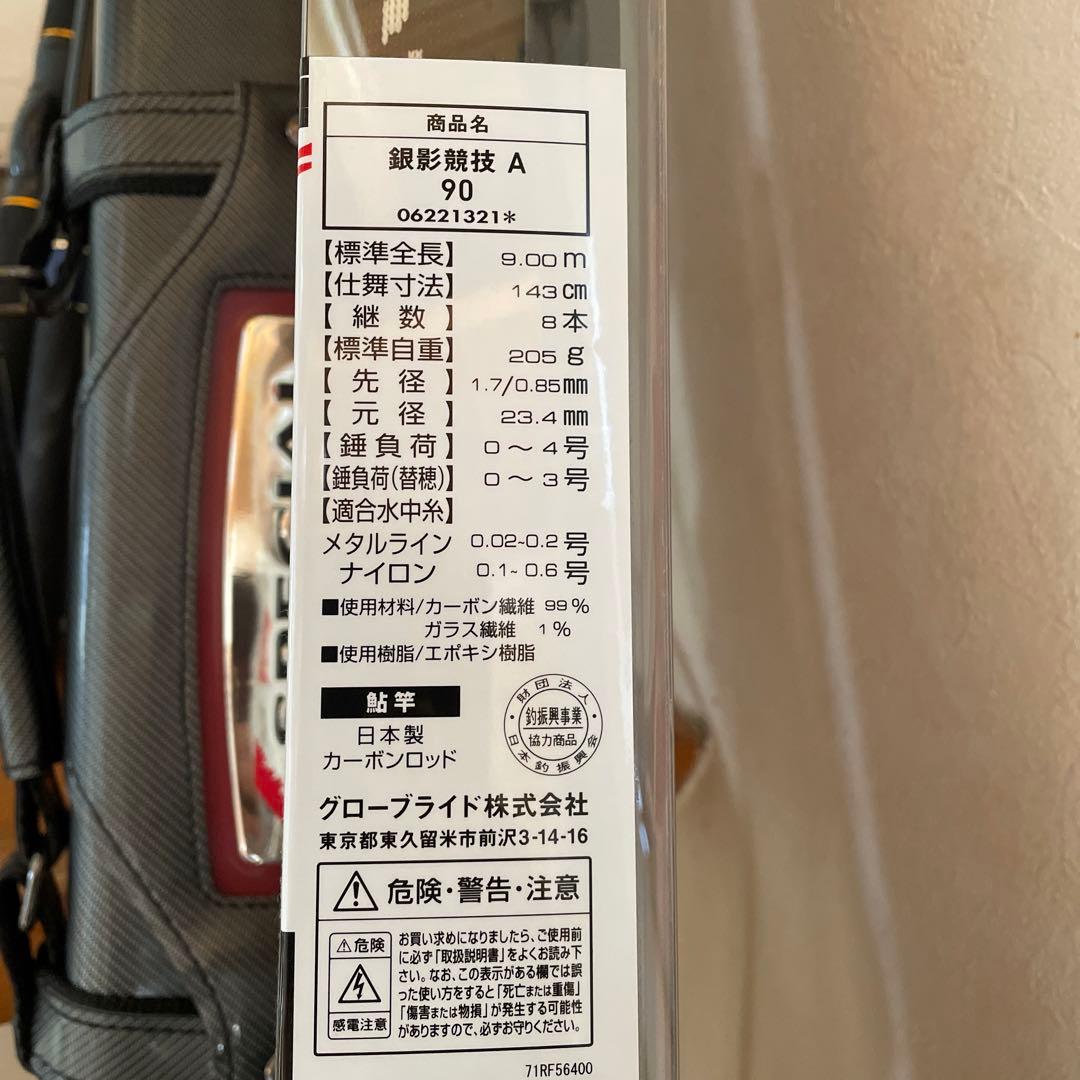 商品名
銀影競技 A
90
06221321*
【標準全長】 9.00m
【仕舞寸法】 143cm
【継数】 8本
【標準自重】 205g
【先径】 1.7/0.85mm
【元径】 23.4mm
【錘負荷】 0～4号
【錘負荷(替穂)】 0～3号
【適合水中糸】
メタルライン 0.02~0.2号
ナイロン 0.1~0.6号
■使用材料/カーボン繊維 99%
ガラス繊維 1%
■使用樹脂/エポキシ樹脂
鮎竿
日本製
カーボンロッド
・財団法人・
釣振興事業
協力商品
日本釣振興会
グローブライド株式会社
東京都東久留米市前沢3-14-16
⚠危険・警告・注意
⚠危険
感電注意
お買い求めになりましたら、ご使用前
に必ず「取扱説明書」をよくお読み下
さい。なお、この表示がある欄では誤
った使い方をすると「死亡または重傷」
「傷害または物損」が発生する可能性
がありますので、必ずお守りください。
71RF56400